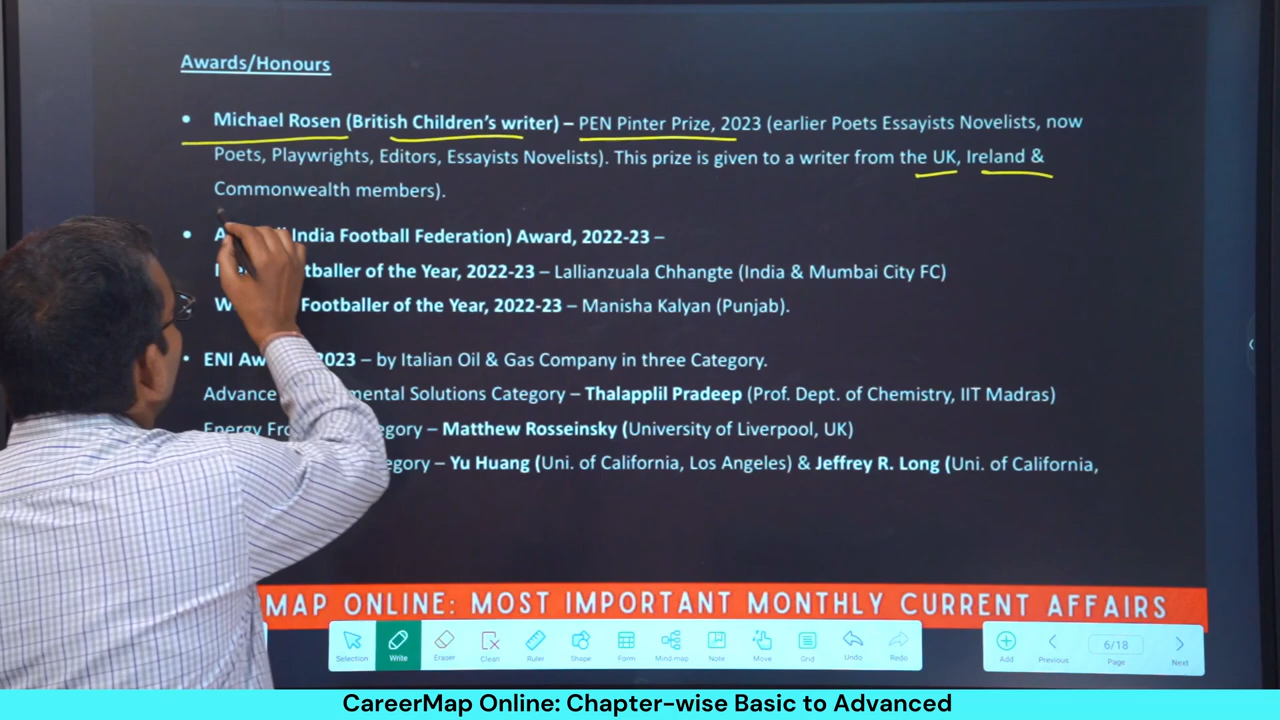 Awards/Honours
• Michael Rosen (British Children's writer) – PEN Pinter Prize, 2023 (earlier Poets Essayists Novelists, now
Poets, Playwrights, Editors, Essayists Novelists). This prize is given to a writer from the UK, Ireland &
Commonwealth members).
• India Football Federation) Award, 2022-23 –
of the Year, 2022-23 – Lallianzuala Chhangte (India & Mumbai City FC)
Footballer of the Year, 2022-23 – Manisha Kalyan (Punjab).
• ENI 2023 – by Italian Oil & Gas Company in three Category.
Advance Solutions Category – Thalapplil Pradeep (Prof. Dept. of Chemistry, IIT Madras)
Energy – Matthew Rosseinsky (University of Liverpool, UK)
– Yu Huang (Uni. of California, Los Angeles) & Jeffrey R. Long (Uni. of California,
MAP ONLINE: MOST IMPORTANT MONTHLY CURRENT AFFAIRS
Selection Write Eraser Clean Ruler Shape Form Mind-map Note Move Grid Undo Redo
Add Previous 6/18 Page Next
CareerMap Online: Chapter-wise Basic to Advanced